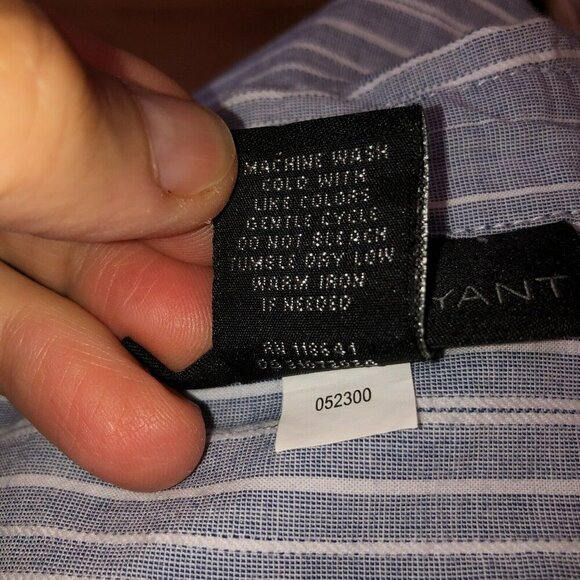 MACHINE WASH
COLD WITH
LIKE COLORS
GENTLE CYCLE
DO NOT BLEACH
TUMBLE DRY LOW
WARM IRON
IF NEEDED
RN 118641
YANT
052300